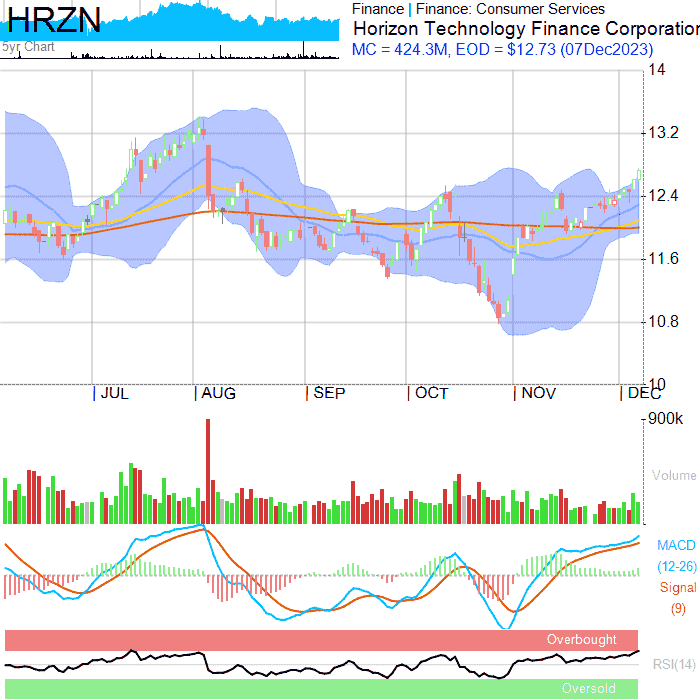 HRZN
5yr Chart
Finance | Finance: Consumer Services
Horizon Technology Finance Corporation
MC = 424.3M, EOD = $12.73 (07Dec2023)
14
13.2
12.4
11.6
10.8
10
JUL AUG SEP OCT NOV DEC
900k
Volume
MACD
(12-26)
Signal
(9)
Overbought
RSI(14)
Oversold